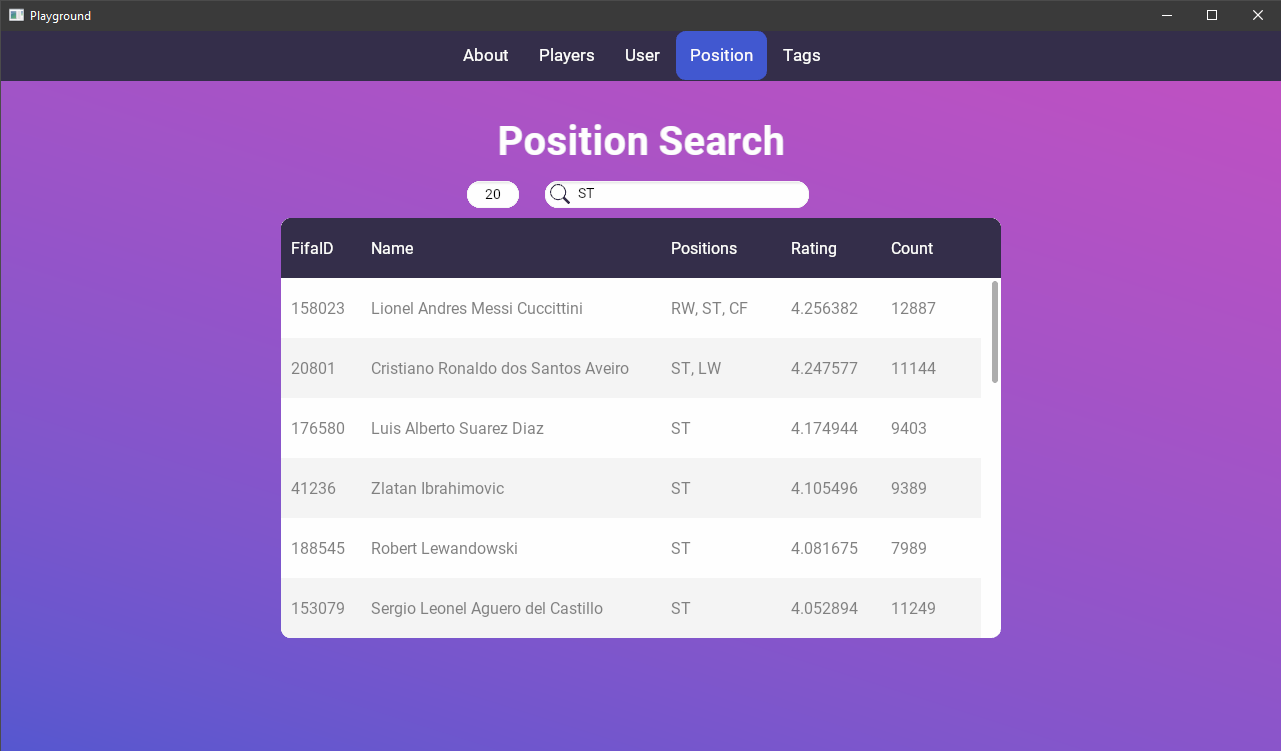 Playground
About Players User Position Tags
Position Search
20 ST
FifaID Name Positions Rating Count
158023 Lionel Andres Messi Cuccittini RW, ST, CF 4.256382 12887
20801 Cristiano Ronaldo dos Santos Aveiro ST, LW 4.247577 11144
176580 Luis Alberto Suarez Diaz ST 4.174944 9403
41236 Zlatan Ibrahimovic ST 4.105496 9389
188545 Robert Lewandowski ST 4.081675 7989
153079 Sergio Leonel Aguero del Castillo ST 4.052894 11249